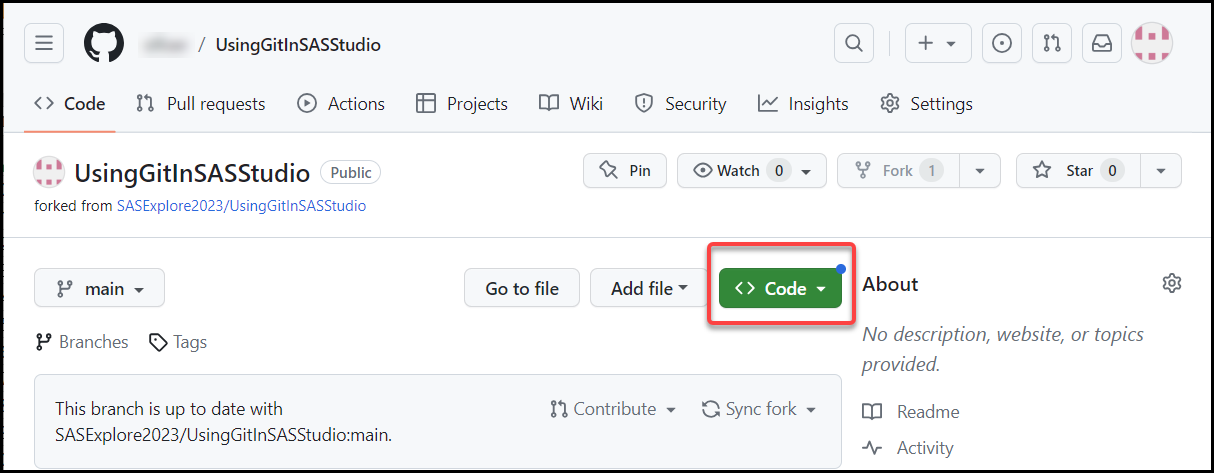 / UsingGitInSASStudio
Code Pull requests Actions Projects Wiki Security Insights Settings
UsingGitInSASStudio Public Pin Watch 0 Fork 1 Star 0
forked from SASExplore2023/UsingGitInSASStudio
main Go to file Add file Code About
Branches Tags
No description, website, or topics
provided.
This branch is up to date with
SASExplore2023/UsingGitInSASStudio:main.
Contribute Sync fork
Readme
Activity